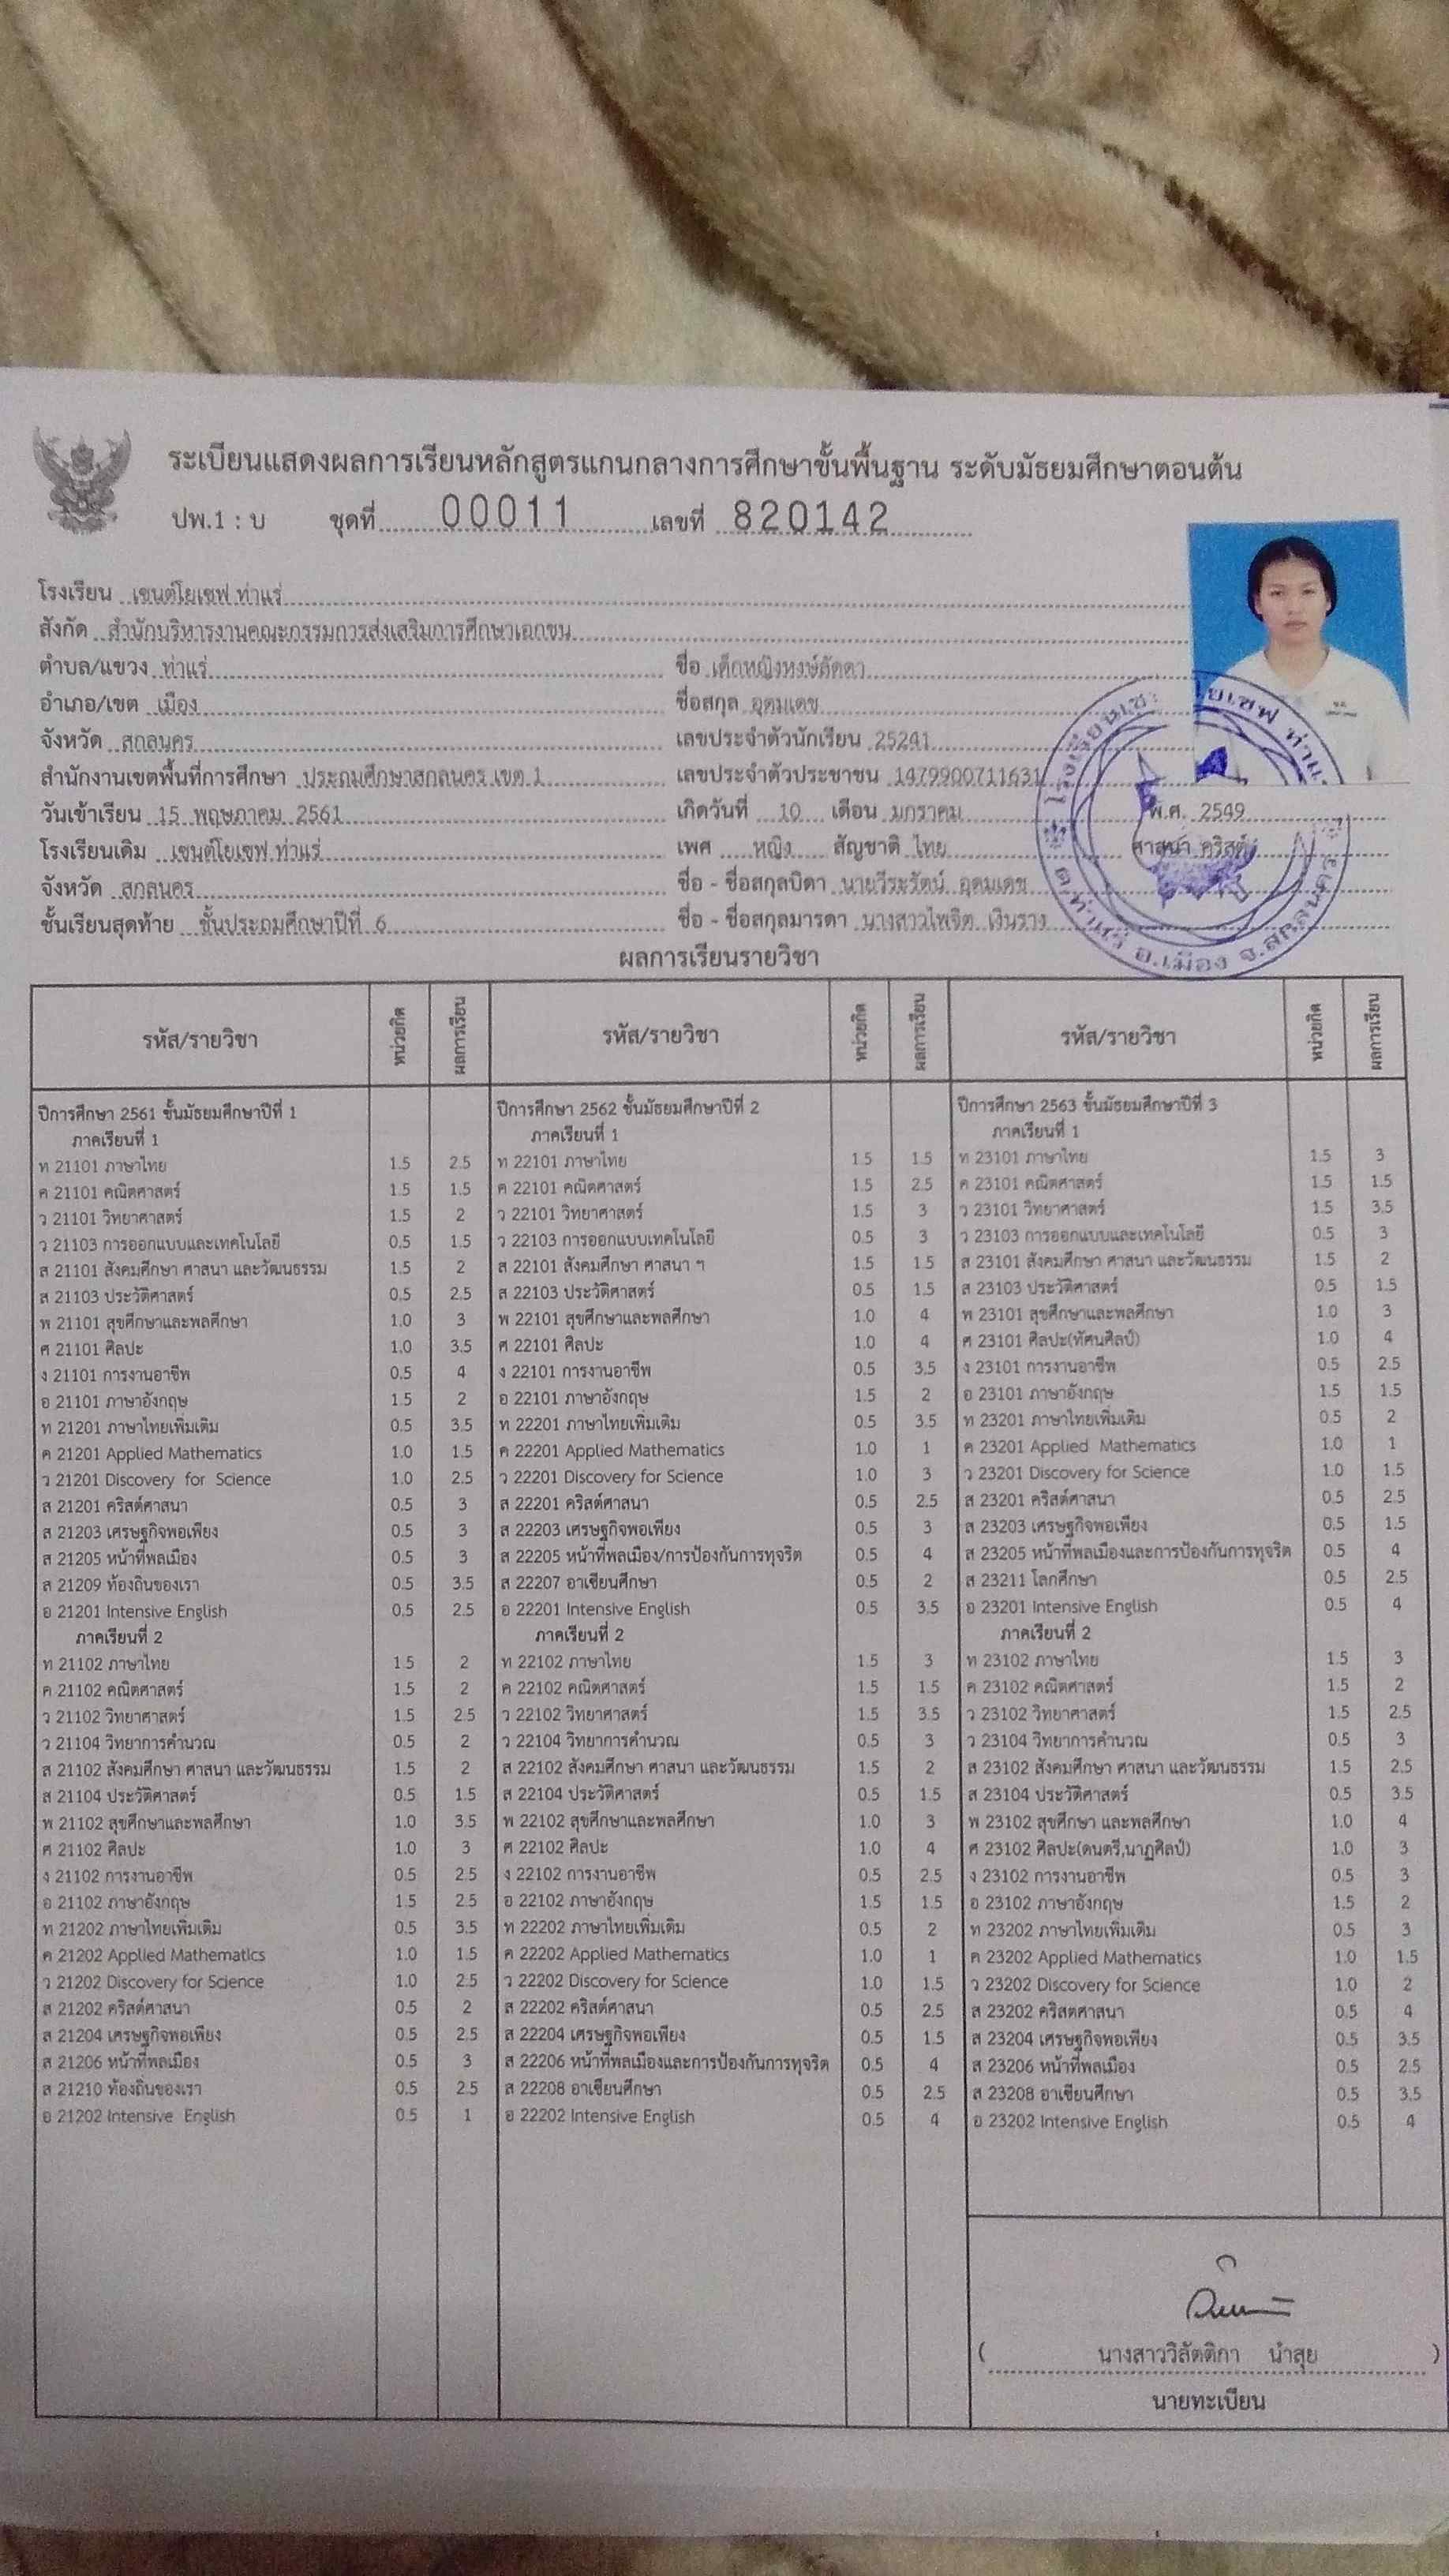 ระเบียนแสดงผลการเรียนหลักสูตรแกนกลางการศึกษาขั้นพื้นฐาน ระดับมัธยมศึกษาตอนต้น
ปพ.1 : บ ชุดที่ 00011 เลขที่ 820142
โรงเรียน เซนต์โยเซฟ ท่าแร่
สังกัด สำนักบริหารงานคณะกรรมการส่งเสริมการศึกษาเอกชน
ตำบล/แขวง ท่าแร่ ชื่อ เด็กหญิงหงษ์ลัดดา
อำเภอ/เขต เมือง ชื่อสกุล อุดมเดช
จังหวัด สกลนคร เลขประจำตัวนักเรียน 25241
สำนักงานเขตพื้นที่การศึกษา ประถมศึกษาสกลนคร เขต 1 เลขประจำตัวประชาชน 1479900711631
วันเข้าเรียน 15 พฤษภาคม 2561 เกิดวันที่ 10 เดือน มกราคม พ.ศ. 2549
โรงเรียนเดิม เซนต์โยเซฟ ท่าแร่ เพศ หญิง สัญชาติ ไทย ศาสนา คริสต์
จังหวัด สกลนคร ชื่อ - ชื่อสกุลบิดา นายวีระรัตน์ อุดมเดช
ชั้นเรียนสุดท้าย ชั้นประถมศึกษาปีที่ 6 ชื่อ - ชื่อสกุลมารดา นางสาวไพจิต เงินราง
ต.ท่าแร่ อ.เมือง จ.สกลนคร
ผลการเรียนรายวิชา
รหัส/รายวิชา หน่วยกิต ผลการเรียน รหัส/รายวิชา หน่วยกิต ผลการเรียน รหัส/รายวิชา หน่วยกิต ผลการเรียน
ปีการศึกษา 2561 ชั้นมัธยมศึกษาปีที่ 1 ปีการศึกษา 2562 ชั้นมัธยมศึกษาปีที่ 2 ปีการศึกษา 2563 ชั้นมัธยมศึกษาปีที่ 3
ภาคเรียนที่ 1 ภาคเรียนที่ 1 ภาคเรียนที่ 1
ท 21101 ภาษาไทย 1.5 2.5 ท 22101 ภาษาไทย 1.5 1.5 ท 23101 ภาษาไทย 1.5 3
ค 21101 คณิตศาสตร์ 1.5 1.5 ค 22101 คณิตศาสตร์ 1.5 2.5 ค 23101 คณิตศาสตร์ 1.5 1.5
ว 21101 วิทยาศาสตร์ 1.5 2 ว 22101 วิทยาศาสตร์ 1.5 3 ว 23101 วิทยาศาสตร์ 1.5 3.5
ว 21103 การออกแบบและเทคโนโลยี 0.5 1.5 ว 22103 การออกแบบเทคโนโลยี 0.5 3 ว 23103 การออกแบบและเทคโนโลยี 0.5 3
ส 21101 สังคมศึกษา ศาสนา และวัฒนธรรม 1.5 2 ส 22101 สังคมศึกษา ศาสนา ฯ 1.5 1.5 ส 23101 สังคมศึกษา ศาสนา และวัฒนธรรม 1.5 2
ส 21103 ประวัติศาสตร์ 0.5 2.5 ส 22103 ประวัติศาสตร์ 0.5 1.5 ส 23103 ประวัติศาสตร์ 0.5 1.5
พ 21101 สุขศึกษาและพลศึกษา 1.0 3 พ 22101 สุขศึกษาและพลศึกษา 1.0 4 พ 23101 สุขศึกษาและพลศึกษา 1.0 3
ศ 21101 ศิลปะ 1.0 3.5 ศ 22101 ศิลปะ 1.0 4 ศ 23101 ศิลปะ(ทัศนศิลป์) 1.0 4
ง 21101 การงานอาชีพ 0.5 4 ง 22101 การงานอาชีพ 0.5 3.5 ง 23101 การงานอาชีพ 0.5 2.5
อ 21101 ภาษาอังกฤษ 1.5 2 อ 22101 ภาษาอังกฤษ 1.5 2 อ 23101 ภาษาอังกฤษ 1.5 1.5
ท 21201 ภาษาไทยเพิ่มเติม 0.5 3.5 ท 22201 ภาษาไทยเพิ่มเติม 0.5 3.5 ท 23201 ภาษาไทยเพิ่มเติม 0.5 2
ค 21201 Applied Mathematics 1.0 1.5 ค 22201 Applied Mathematics 1.0 1 ค 23201 Applied Mathematics 1.0 1
ว 21201 Discovery for Science 1.0 2.5 ว 22201 Discovery for Science 1.0 3 ว 23201 Discovery for Science 1.0 1.5
ส 21201 คริสต์ศาสนา 0.5 3 ส 22201 คริสต์ศาสนา 0.5 2.5 ส 23201 คริสต์ศาสนา 0.5 2.5
ส 21203 เศรษฐกิจพอเพียง 0.5 3 ส 22203 เศรษฐกิจพอเพียง 0.5 3 ส 23203 เศรษฐกิจพอเพียง 0.5 1.5
ส 21205 หน้าที่พลเมือง 0.5 3 ส 22205 หน้าที่พลเมือง/การป้องกันการทุจริต 0.5 4 ส 23205 หน้าที่พลเมืองและการป้องกันการทุจริต 0.5 4
ส 21209 ท้องถิ่นของเรา 0.5 3.5 ส 22207 อาเซียนศึกษา 0.5 2 ส 23211 โลกศึกษา 0.5 2.5
อ 21201 Intensive English 0.5 2.5 อ 22201 Intensive English 0.5 3.5 อ 23201 Intensive English 0.5 4
ภาคเรียนที่ 2 ภาคเรียนที่ 2 ภาคเรียนที่ 2
ท 21102 ภาษาไทย 1.5 2 ท 22102 ภาษาไทย 1.5 3 ท 23102 ภาษาไทย 1.5 3
ค 21102 คณิตศาสตร์ 1.5 2 ค 22102 คณิตศาสตร์ 1.5 1.5 ค 23102 คณิตศาสตร์ 1.5 2
ว 21102 วิทยาศาสตร์ 1.5 2.5 ว 22102 วิทยาศาสตร์ 1.5 3.5 ว 23102 วิทยาศาสตร์ 1.5 2.5
ว 21104 วิทยาการคำนวณ 0.5 2 ว 22104 วิทยาการคำนวณ 0.5 3 ว 23104 วิทยาการคำนวณ 0.5 3
ส 21102 สังคมศึกษา ศาสนา และวัฒนธรรม 1.5 2 ส 22102 สังคมศึกษา ศาสนา และวัฒนธรรม 1.5 2 ส 23102 สังคมศึกษา ศาสนา และวัฒนธรรม 1.5 2.5
ส 21104 ประวัติศาสตร์ 0.5 1.5 ส 22104 ประวัติศาสตร์ 0.5 1.5 ส 23104 ประวัติศาสตร์ 0.5 3.5
พ 21102 สุขศึกษาและพลศึกษา 1.0 3.5 พ 22102 สุขศึกษาและพลศึกษา 1.0 3 พ 23102 สุขศึกษา และพลศึกษา 1.0 4
ศ 21102 ศิลปะ 1.0 3 ศ 22102 ศิลปะ 1.0 4 ศ 23102 ศิลปะ(ดนตรี,นาฏศิลป์) 1.0 3
ง 21102 การงานอาชีพ 0.5 2.5 ง 22102 การงานอาชีพ 0.5 2.5 ง 23102 การงานอาชีพ 0.5 3
อ 21102 ภาษาอังกฤษ 1.5 2.5 อ 22102 ภาษาอังกฤษ 1.5 1.5 อ 23102 ภาษาอังกฤษ 1.5 2
ท 21202 ภาษาไทยเพิ่มเติม 0.5 3.5 ท 22202 ภาษาไทยเพิ่มเติม 0.5 2 ท 23202 ภาษาไทยเพิ่มเติม 0.5 3
ค 21202 Applied Mathematics 1.0 1.5 ค 22202 Applied Mathematics 1.0 1 ค 23202 Applied Mathematics 1.0 1.5
ว 21202 Discovery for Science 1.0 2.5 ว 22202 Discovery for Science 1.0 1.5 ว 23202 Discovery for Science 1.0 2
ส 21202 คริสต์ศาสนา 0.5 2 ส 22202 คริสต์ศาสนา 0.5 2.5 ส 23202 คริสตศาสนา 0.5 4
ส 21204 เศรษฐกิจพอเพียง 0.5 2.5 ส 22204 เศรษฐกิจพอเพียง 0.5 1.5 ส 23204 เศรษฐกิจพอเพียง 0.5 3.5
ส 21206 หน้าที่พลเมือง 0.5 3 ส 22206 หน้าที่พลเมืองและการป้องกันการทุจริต 0.5 4 ส 23206 หน้าที่พลเมือง 0.5 2.5
ส 21210 ท้องถิ่นของเรา 0.5 2.5 ส 22208 อาเซียนศึกษา 0.5 2.5 ส 23208 อาเซียนศึกษา 0.5 3.5
อ 21202 Intensive English 0.5 1 อ 22202 Intensive English 0.5 4 อ 23202 Intensive English 0.5 4
( นางสาววิลัตติกา นำสุย )
นายทะเบียน